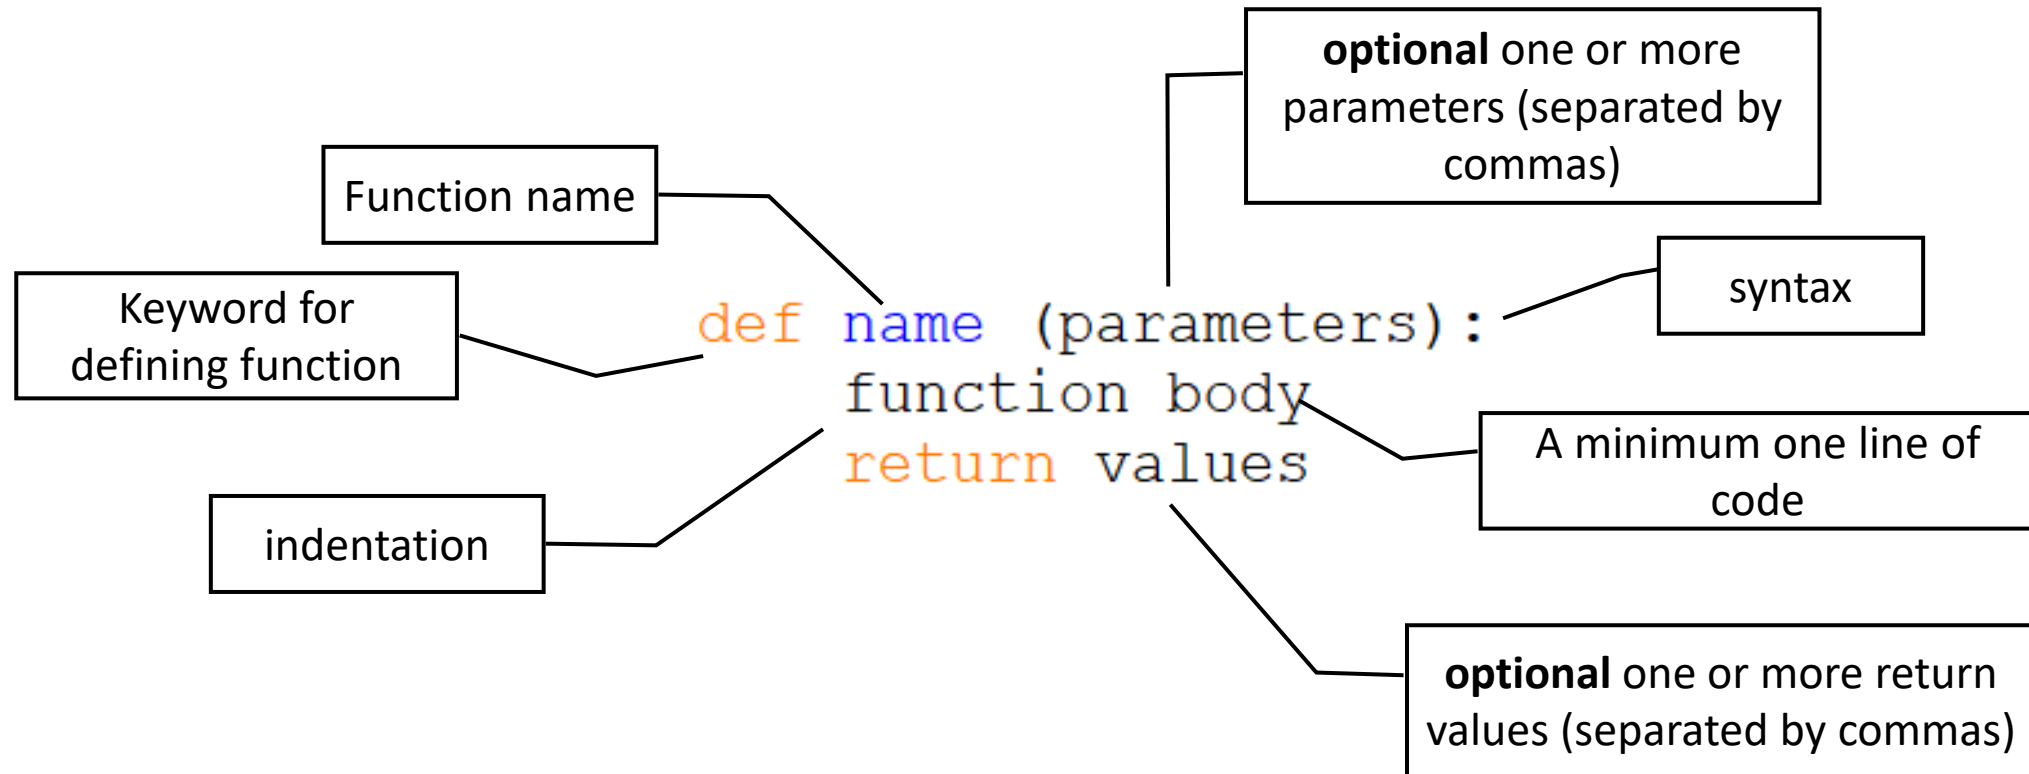 optional one or more
parameters (separated by
commas)
Function name
syntax
Keyword for
defining function
def name (parameters):
function body
return values
A minimum one line of
code
indentation
optional one or more return
values (separated by commas)